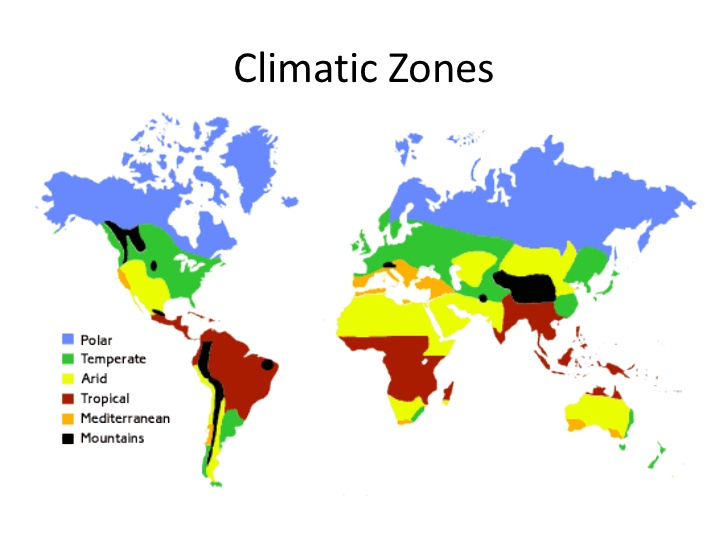 Climatic Zones
Polar
Temperate
Arid
Tropical
Mediterranean
Mountains